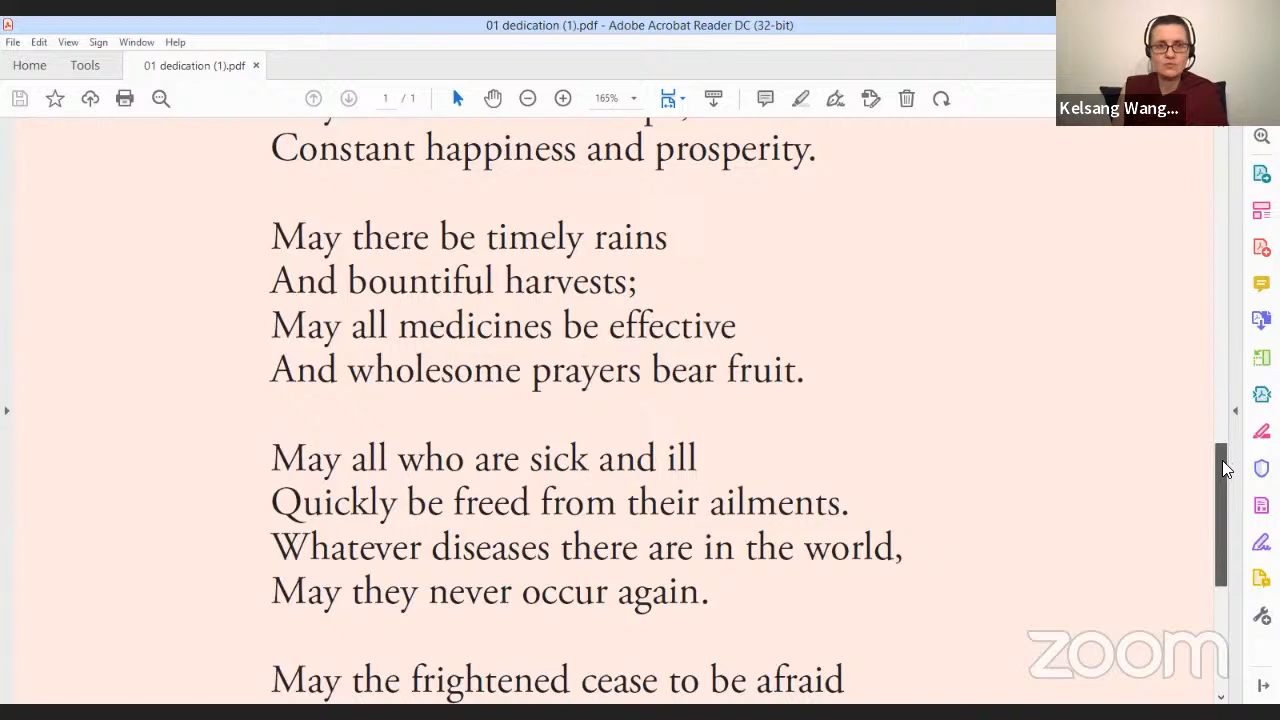 01 dedication (1).pdf - Adobe Acrobat Reader DC (32-bit)
File Edit View Sign Window Help
Home Tools 01 dedication (1).pdf ×
1 / 1 165%
Kelsang Wang...
Constant happiness and prosperity.
May there be timely rains
And bountiful harvests;
May all medicines be effective
And wholesome prayers bear fruit.
May all who are sick and ill
Quickly be freed from their ailments.
Whatever diseases there are in the world,
May they never occur again.
May the frightened cease to be afraid
zoom